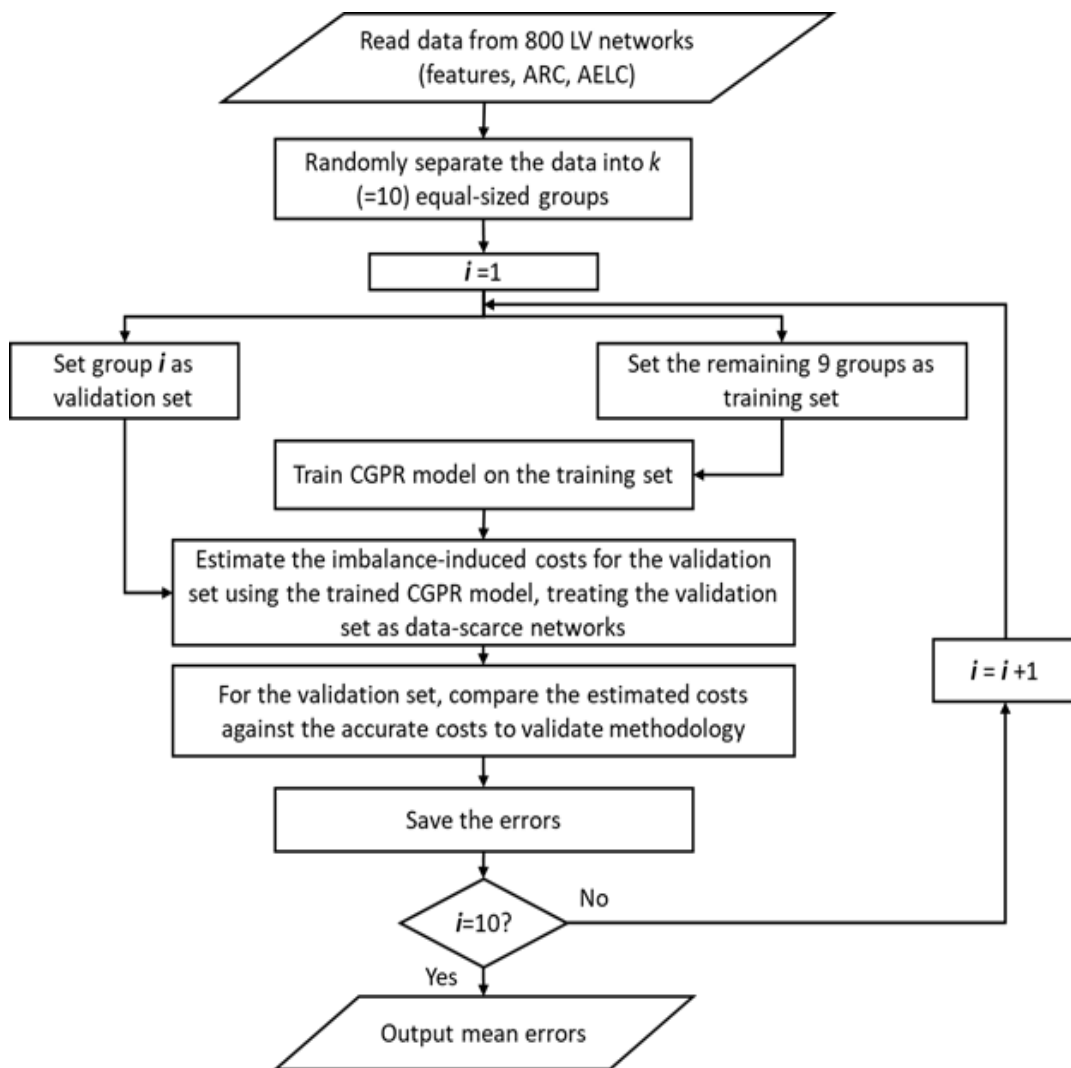 Read data from 800 LV networks
(features, ARC, AELC)
Randomly separate the data into k
(=10) equal-sized groups
i =1
Set group i as
validation set
Set the remaining 9 groups as
training set
Train CGPR model on the training set
Estimate the imbalance-induced costs for the validation
set using the trained CGPR model, treating the validation
set as data-scarce networks
i = i +1
For the validation set, compare the estimated costs
against the accurate costs to validate methodology
Save the errors
i=10?
No
Yes
Output mean errors